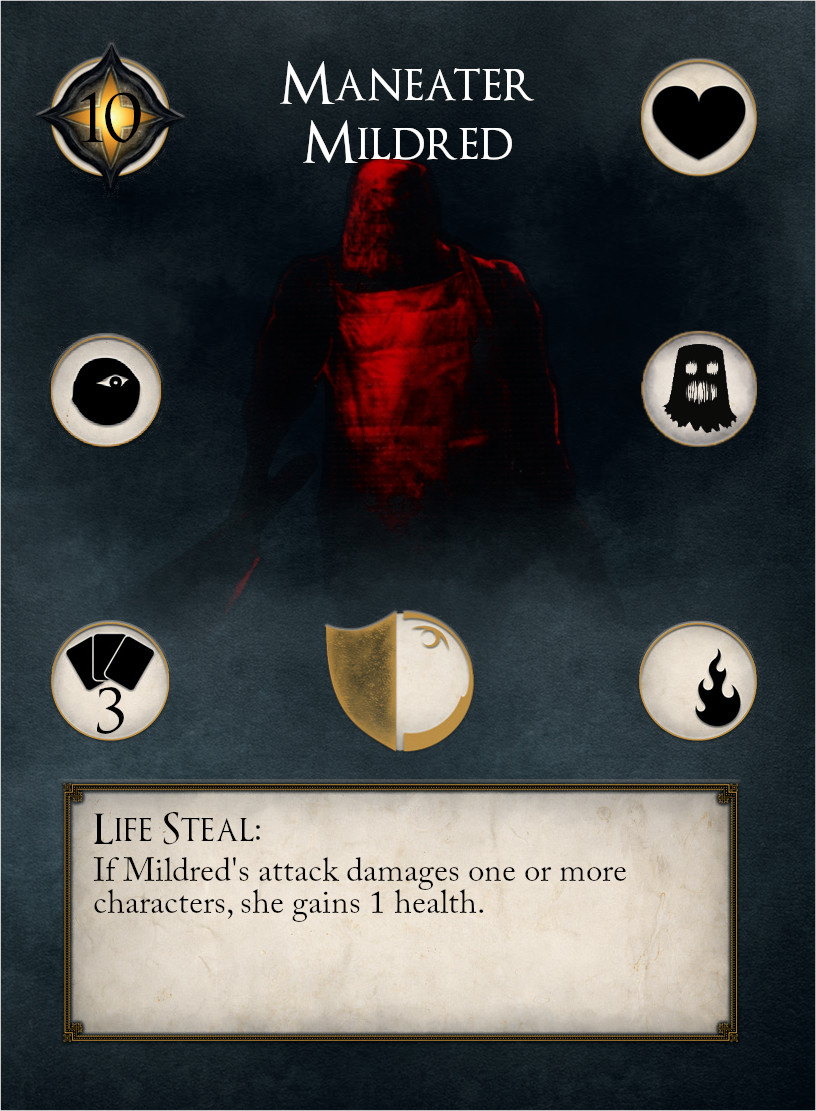 10
Maneater
Mildred
3
Life Steal:
If Mildred's attack damages one or more
characters, she gains 1 health.